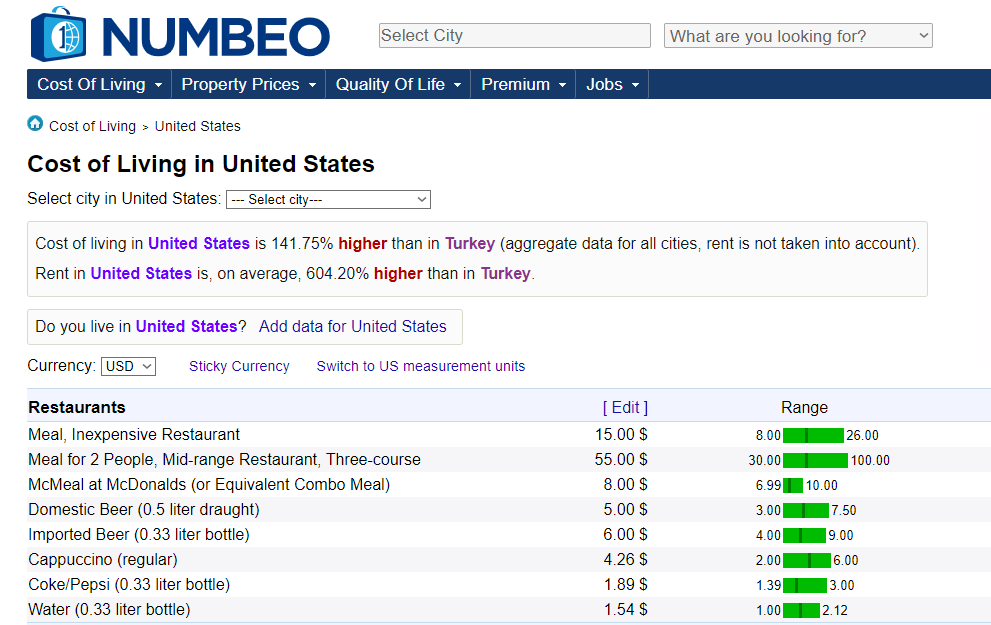 NUMBEO
Select City
What are you looking for?
Cost Of Living Property Prices Quality Of Life Premium Jobs
Cost of Living > United States
Cost of Living in United States
Select city in United States: --- Select city---
Cost of living in United States is 141.75% higher than in Turkey (aggregate data for all cities, rent is not taken into account).
Rent in United States is, on average, 604.20% higher than in Turkey.
Do you live in United States? Add data for United States
Currency: USD Sticky Currency Switch to US measurement units
Restaurants [ Edit ] Range
Meal, Inexpensive Restaurant 15.00 $ 8.00 26.00
Meal for 2 People, Mid-range Restaurant, Three-course 55.00 $ 30.00 100.00
McMeal at McDonalds (or Equivalent Combo Meal) 8.00 $ 6.99 10.00
Domestic Beer (0.5 liter draught) 5.00 $ 3.00 7.50
Imported Beer (0.33 liter bottle) 6.00 $ 4.00 9.00
Cappuccino (regular) 4.26 $ 2.00 6.00
Coke/Pepsi (0.33 liter bottle) 1.89 $ 1.39 3.00
Water (0.33 liter bottle) 1.54 $ 1.00 2.12